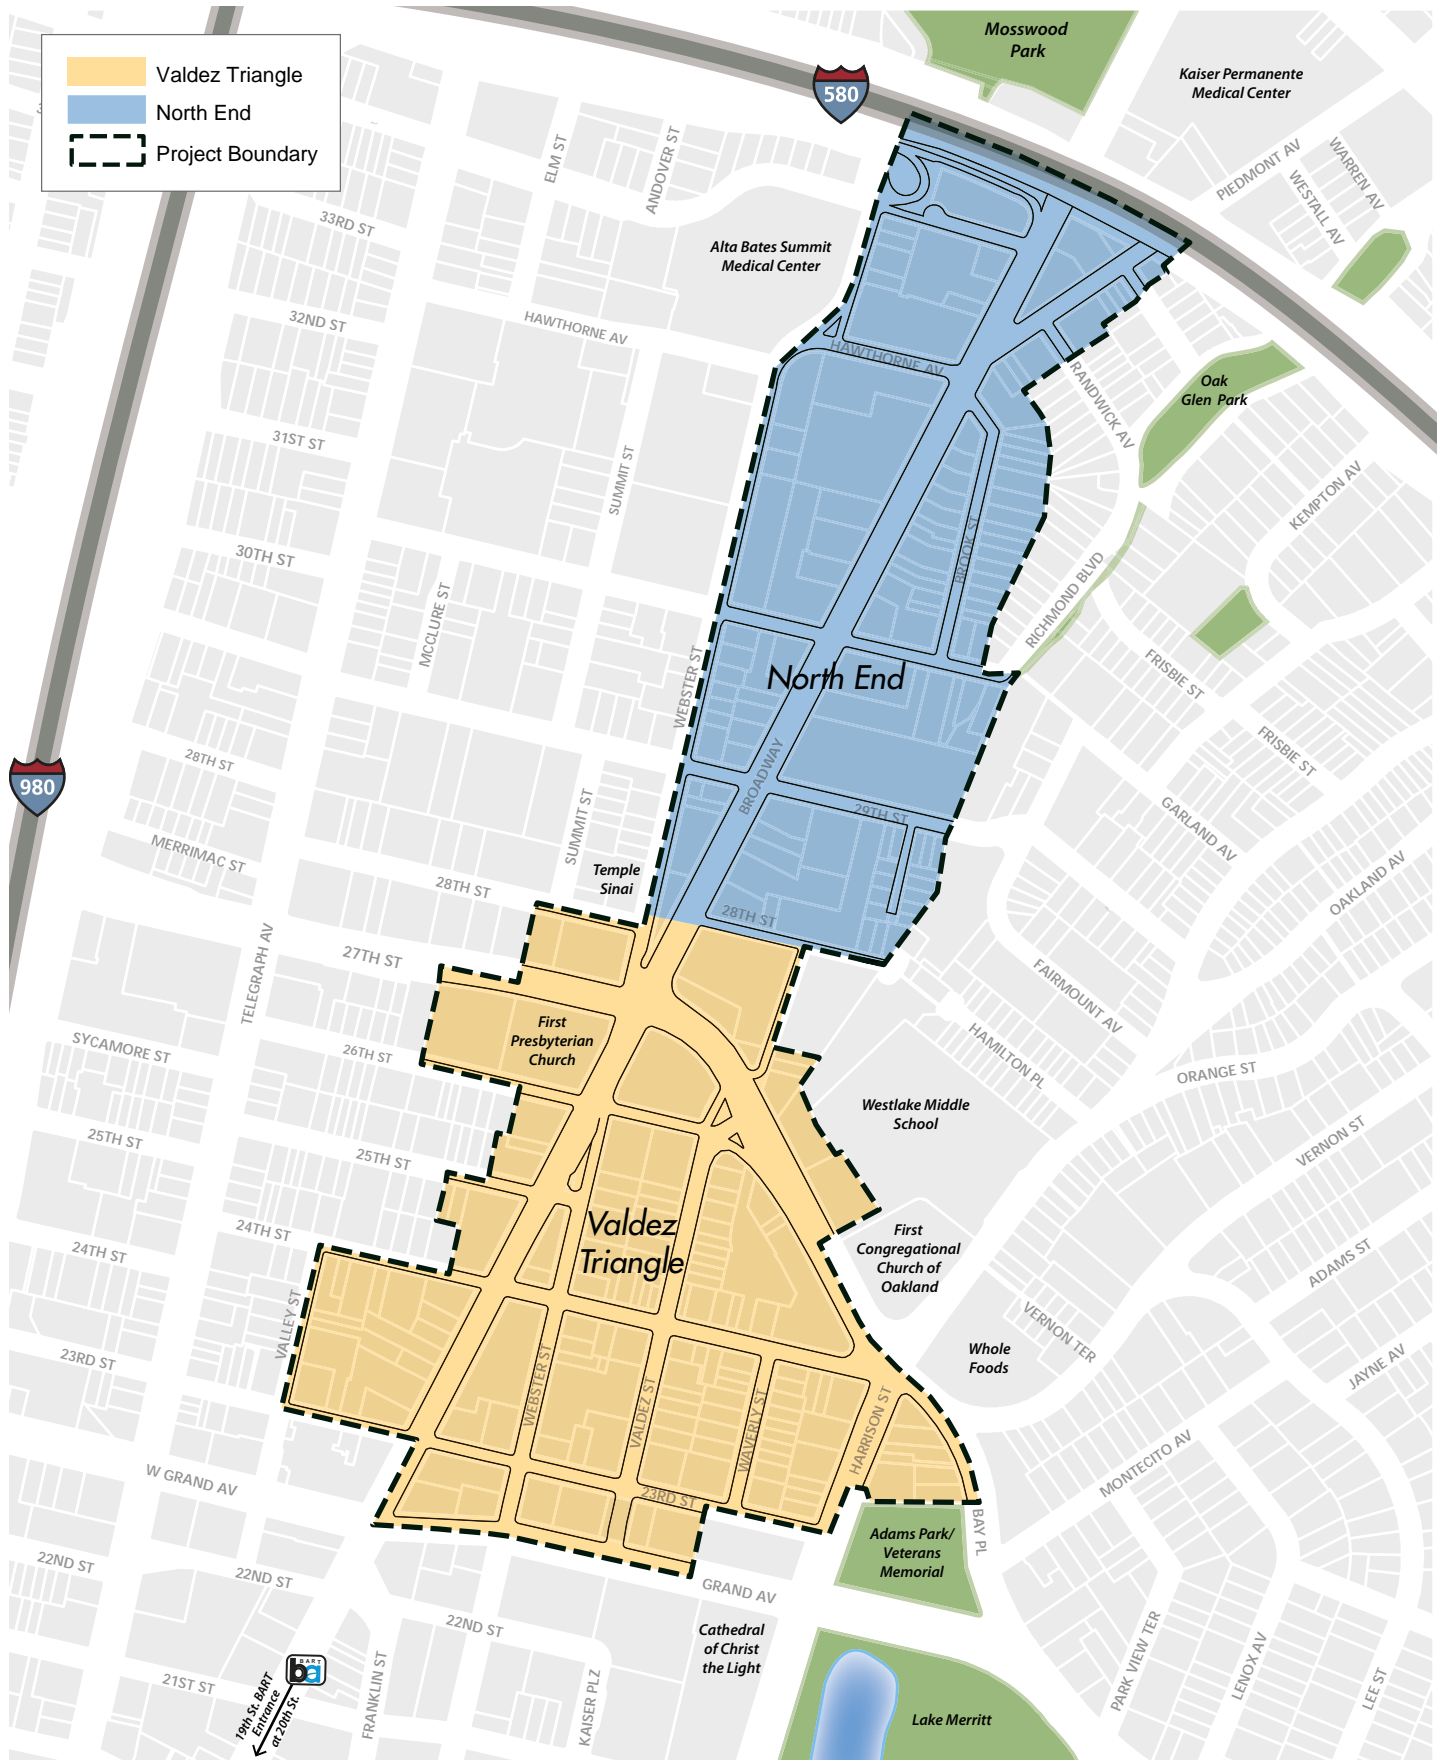 Valdez Triangle
North End
Project Boundary
Mosswood
Park
Kaiser Permanente
Medical Center
580
ELM ST
ANDOVER ST
PIEDMONT AV
WARREN AV
WESTALL AV
33RD ST
Alta Bates Summit
Medical Center
32ND ST
HAWTHORNE AV
HAWTHORNE AV
RANDWICK AV
Oak
Glen Park
31ST ST
SUMMIT ST
KEMPTON AV
30TH ST
BROOK ST
RICHMOND BLVD
MCCLURE ST
WEBSTER ST
North End
FRISBIE ST
FRISBIE ST
28TH ST
980
BROADWAY
29TH ST
GARLAND AV
SUMMIT ST
MERRIMAC ST
Temple
Sinai
28TH ST
28TH ST
OAKLAND AV
TELEGRAPH AV
27TH ST
FAIRMOUNT AV
First
Presbyterian
Church
SYCAMORE ST
26TH ST
HAMILTON PL
ORANGE ST
Westlake Middle
School
25TH ST
25TH ST
VERNON ST
24TH ST
24TH ST
Valdez
Triangle
First
Congregational
Church of
Oakland
ADAMS ST
VALLEY ST
VERNON TER
23RD ST
Whole
Foods
JAYNE AV
WEBSTER ST
VALDEZ ST
WAVERLY ST
HARRISON ST
MONTECITO AV
W GRAND AV
23RD ST
BAY PL
Adams Park/
Veterans
Memorial
22ND ST
22ND ST
GRAND AV
22ND ST
Cathedral
of Christ
the Light
PARK VIEW TER
LENOX AV
LEE ST
BART
ba
21ST ST
19th St. BART
Entrance
at 20th St.
FRANKLIN ST
KAISER PLZ
Lake Merritt